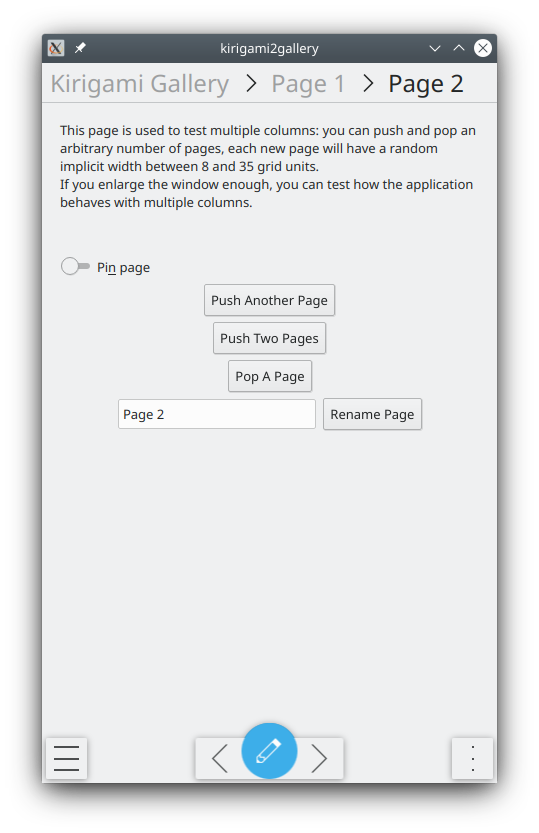 kirigami2gallery
Kirigami Gallery > Page 1 > Page 2
This page is used to test multiple columns: you can push and pop an
arbitrary number of pages, each new page will have a random
implicit width between 8 and 35 grid units.
If you enlarge the window enough, you can test how the application
behaves with multiple columns.
Pin page
Push Another Page
Push Two Pages
Pop A Page
Page 2 Rename Page